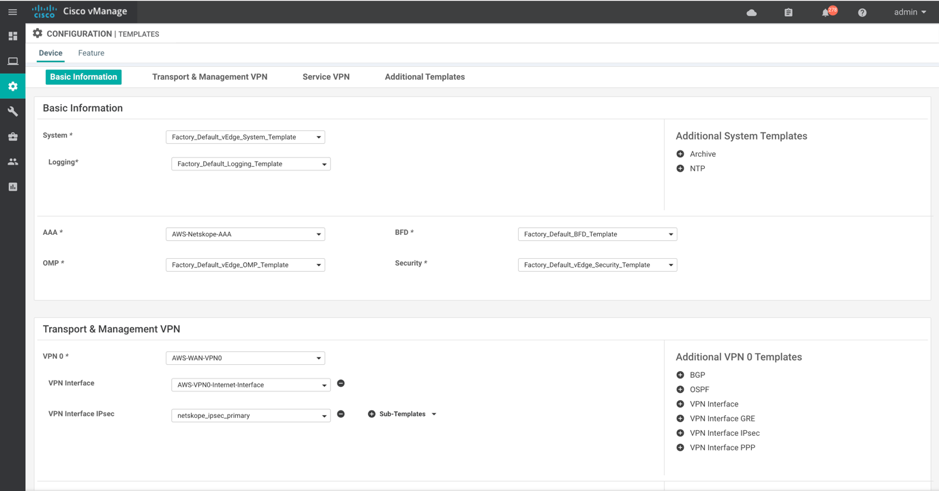 cisco Cisco vManage
276
admin
CONFIGURATION | TEMPLATES
Device Feature
Basic Information Transport & Management VPN Service VPN Additional Templates
Basic Information
System * Factory_Default_vEdge_System_Template
Logging* Factory_Default_Logging_Template
Additional System Templates
Archive
NTP
AAA * AWS-Netskope-AAA BFD * Factory_Default_BFD_Template
OMP * Factory_Default_vEdge_OMP_Template Security * Factory_Default_vEdge_Security_Template
Transport & Management VPN
VPN 0 * AWS-WAN-VPN0
VPN Interface AWS-VPN0-Internet-Interface
VPN Interface IPsec netskope_ipsec_primary Sub-Templates
Additional VPN 0 Templates
BGP
OSPF
VPN Interface
VPN Interface GRE
VPN Interface IPsec
VPN Interface PPP